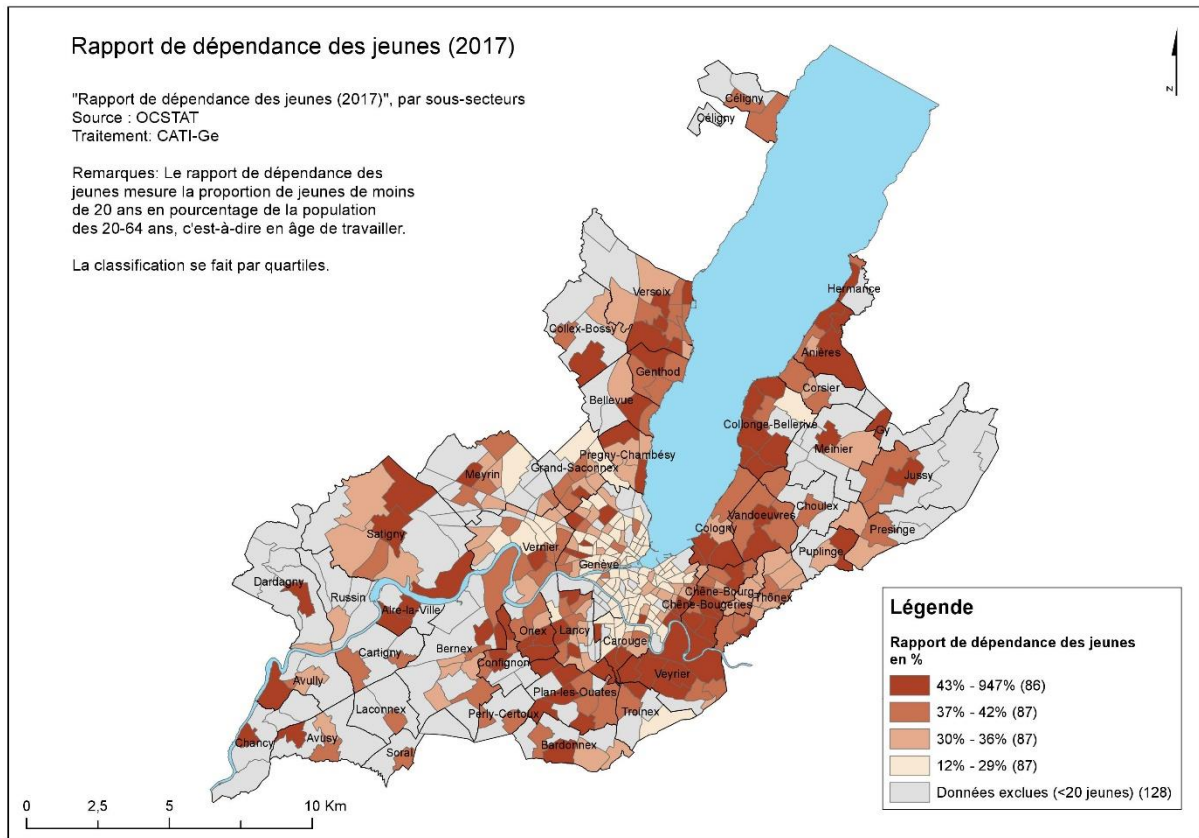 Rapport de dépendance des jeunes (2017)
"Rapport de dépendance des jeunes (2017)", par sous-secteurs
Source : OCSTAT
Traitement: CATI-Ge
Remarques: Le rapport de dépendance des
jeunes mesure la proportion de jeunes de moins
de 20 ans en pourcentage de la population
des 20-64 ans, c'est-à-dire en âge de travailler.
La classification se fait par quartiles.
N
Céligny
Céligny
Hermance
Versoix
Collex-Bossy
Anières
Genthod
Corsier
Bellevue
Collonge-Bellerive
Gy
Meinier
Pregny-Chambésy
Grand-Saconnex
Meyrin
Jussy
Choulex
Vandoeuvres
Cologny
Presinge
Satigny
Vernier
Puplinge
Genève
Dardagny
Russin
Chêne-Bourg
Thônex
Chêne-Bougeries
Aire-la-Ville
Onex
Lancy
Carouge
Bernex
Cartigny
Confignon
Veyrier
Avully
Plan-les-Ouates
Laconnex
Perly-Certoux
Troinex
Chancy
Avusy
Soral
Bardonnex
Légende
Rapport de dépendance des jeunes
en %
43% - 947% (86)
37% - 42% (87)
30% - 36% (87)
12% - 29% (87)
Données exclues (<20 jeunes) (128)
0 2,5 5 10 Km